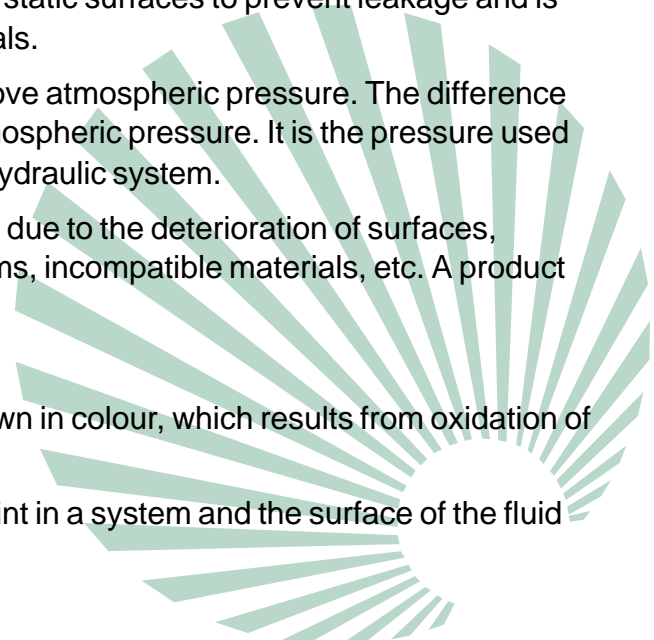 static surfaces to prevent leakage and is
als.
ove atmospheric pressure. The difference
nospheric pressure. It is the pressure used
ydraulic system.
due to the deterioration of surfaces,
ms, incompatible materials, etc. A product
wn in colour, which results from oxidation of
int in a system and the surface of the fluid